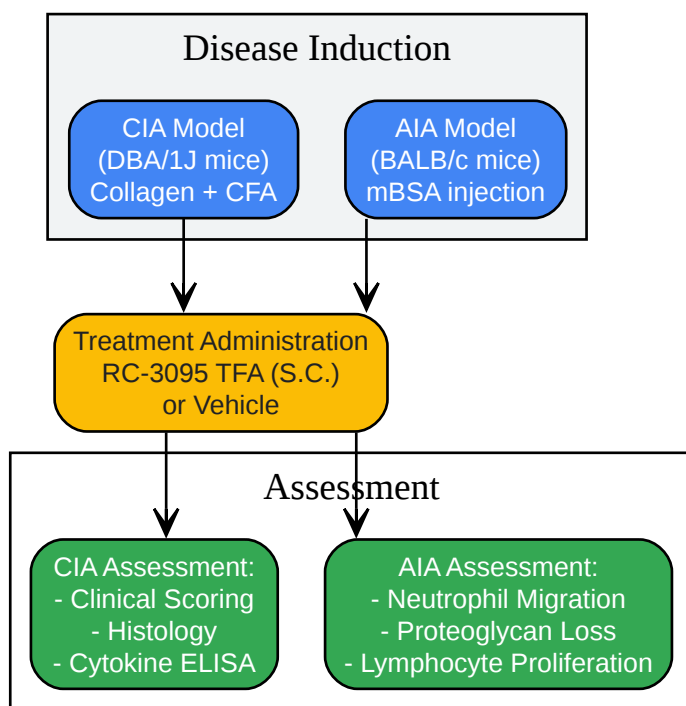 Disease Induction
CIA Model
(DBA/1J mice)
Collagen + CFA
AIA Model
(BALB/c mice)
mBSA injection
Treatment Administration
RC-3095 TFA (S.C.)
or Vehicle
Assessment
CIA Assessment:
- Clinical Scoring
- Histology
- Cytokine ELISA
AIA Assessment:
- Neutrophil Migration
- Proteoglycan Loss
- Lymphocyte Proliferation